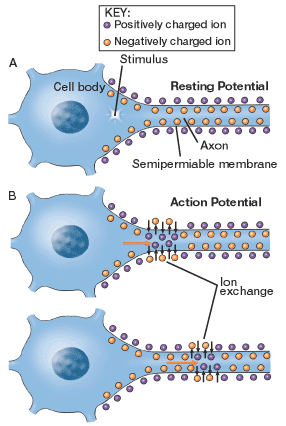 KEY:
Positively charged ion
Negatively charged ion
A
Stimulus
Cell body
Resting Potential
Axon
Semipermiable membrane
B
Action Potential
Ion
exchange